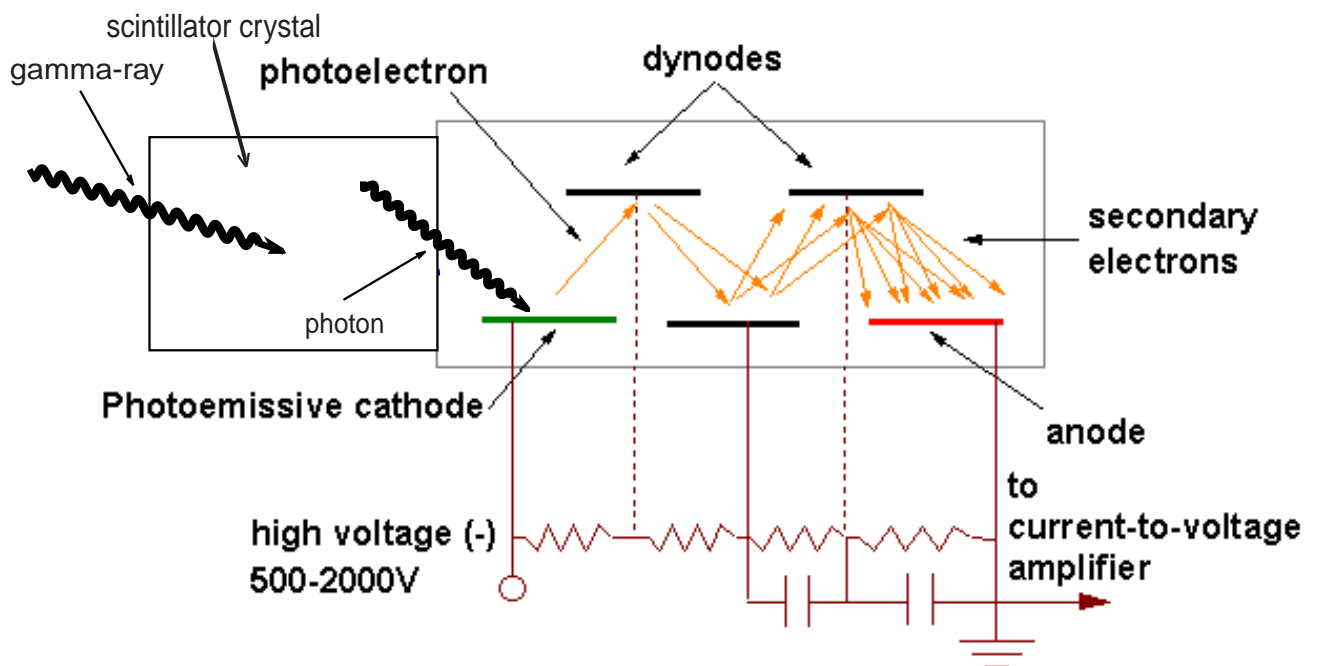 scintillator crystal
gamma-ray
photoelectron
dynodes
secondary
electrons
photon
Photoemissive cathode
anode
to
current-to-voltage
amplifier
high voltage (-)
500-2000V